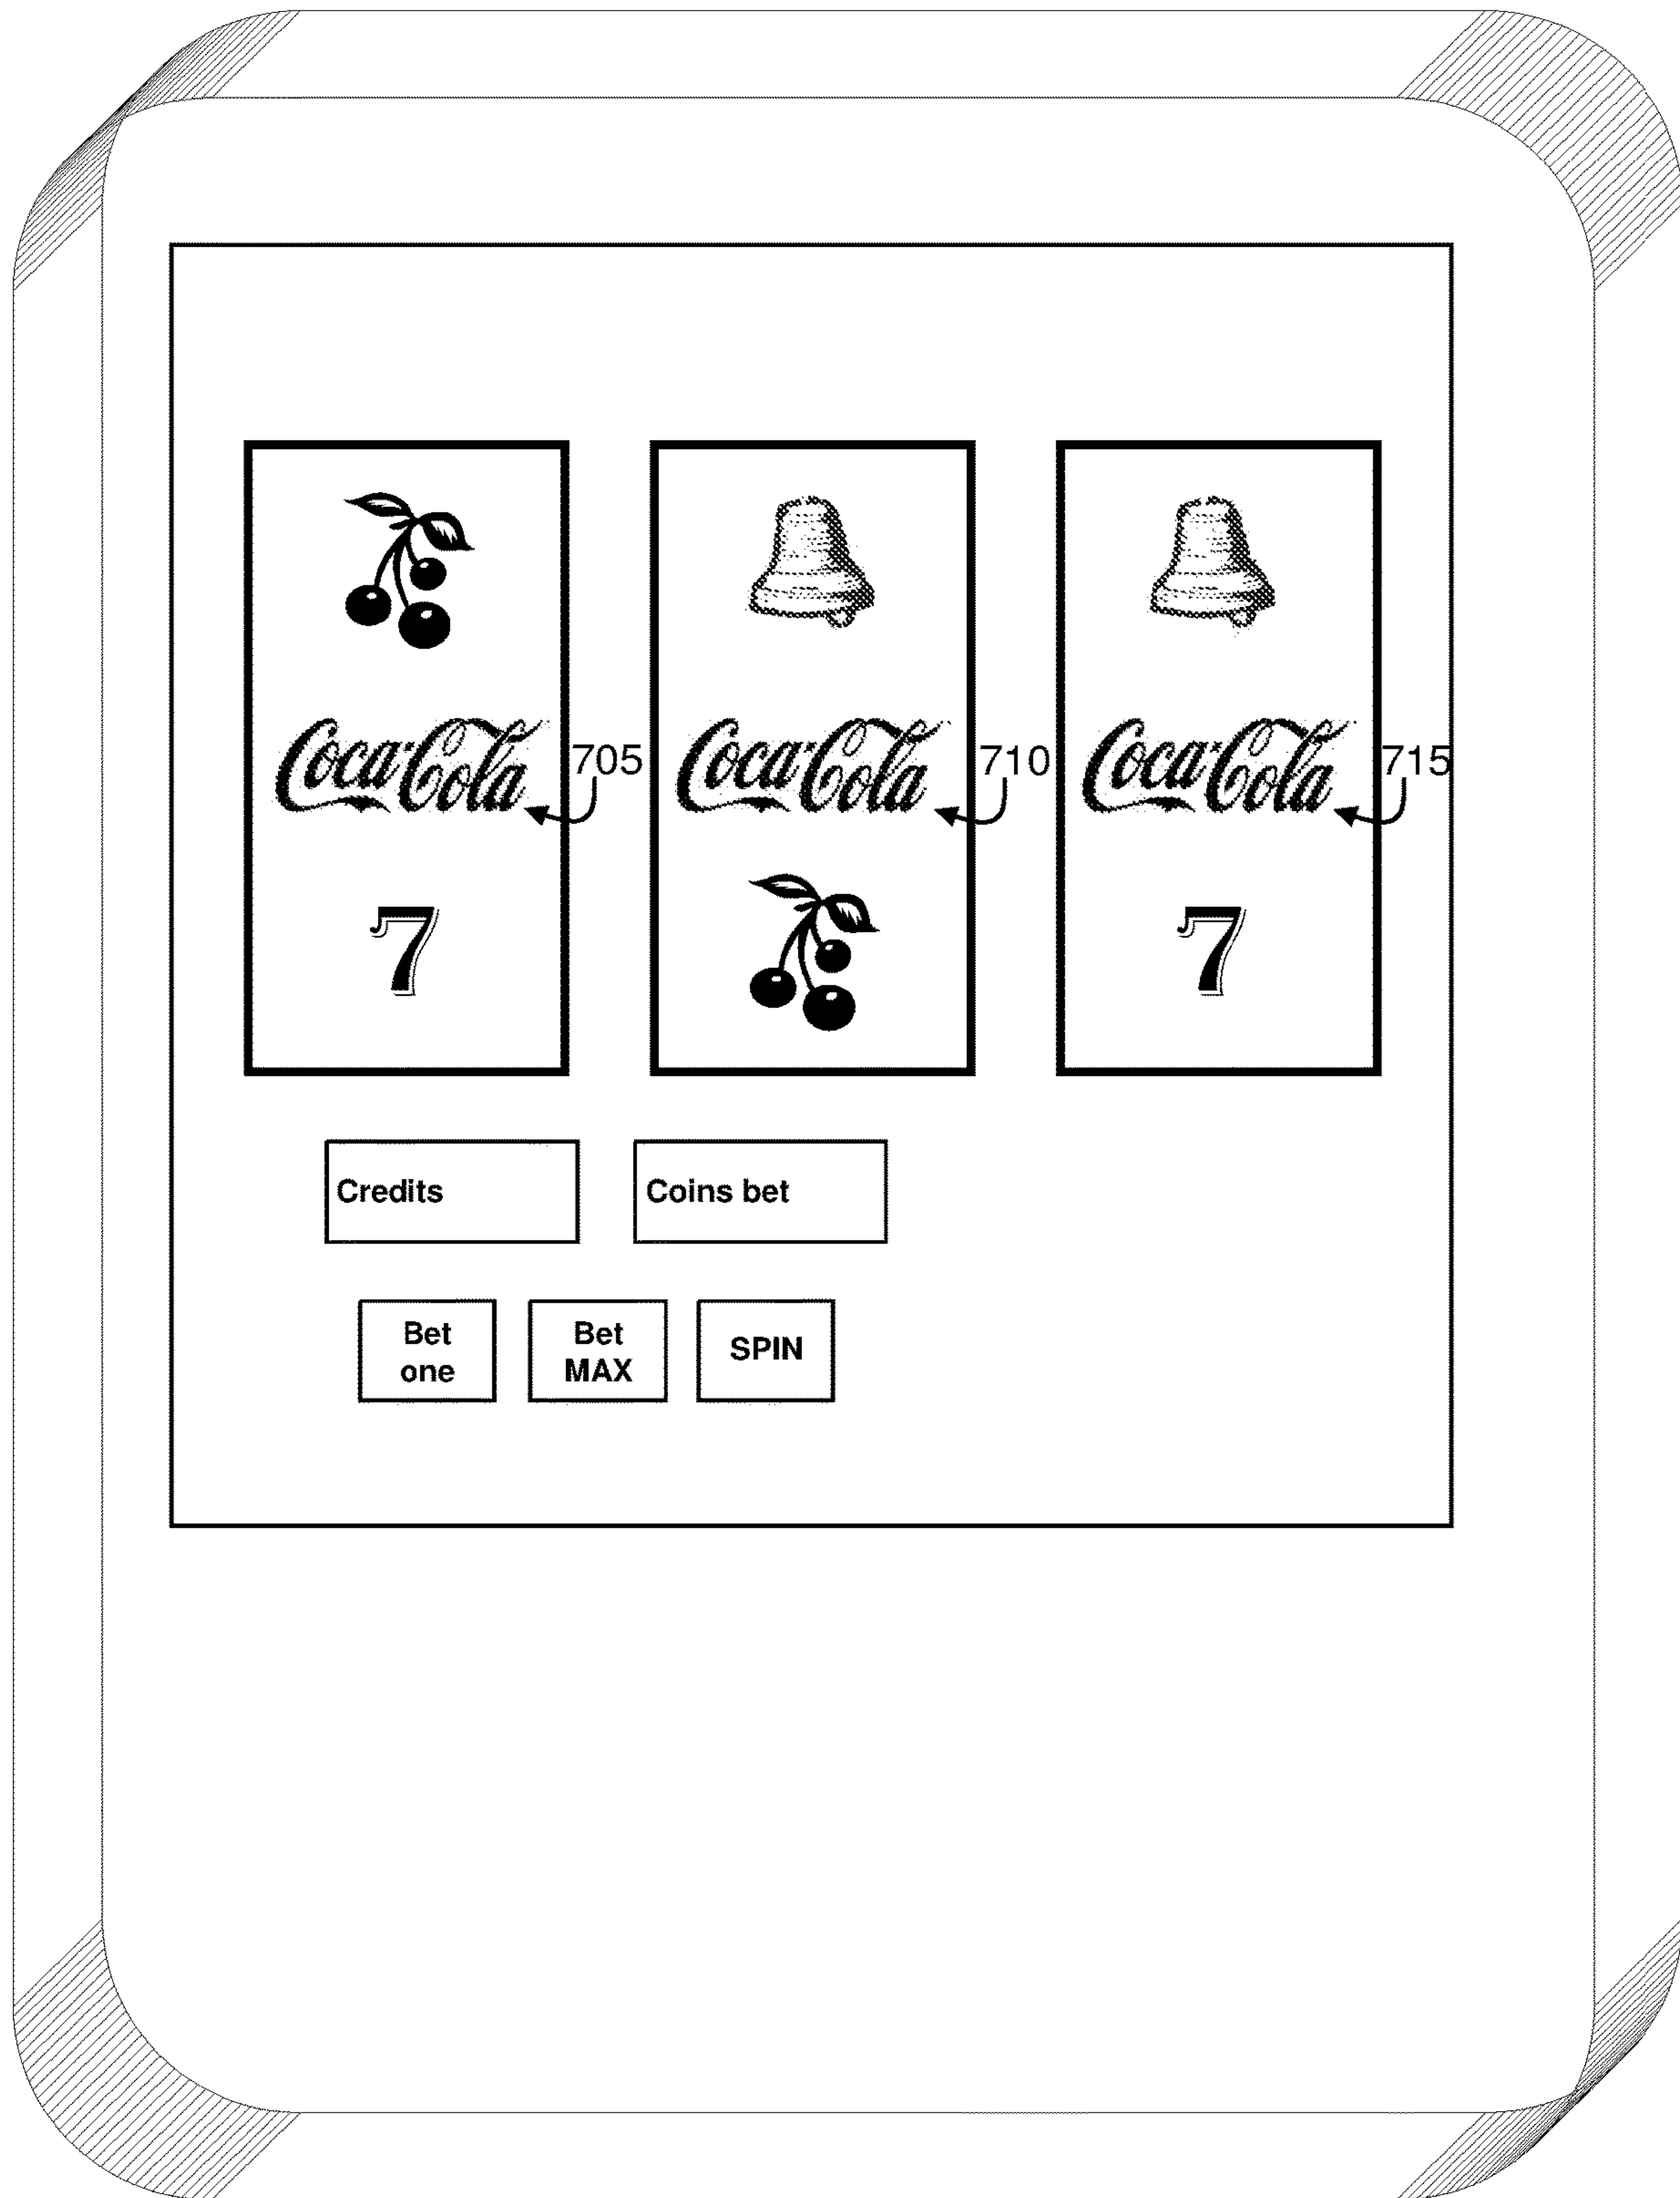 Coca-Cola 705 Coca-Cola 710 Coca-Cola 715
7 7
Credits Coins bet
Bet one Bet MAX SPIN